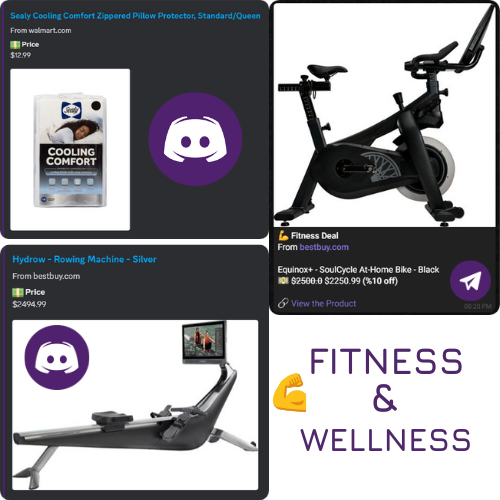 Sealy Cooling Comfort Zippered Pillow Protector, Standard/Queen
From walmart.com
💵 Price
$12.99
Sealy
COOLING
COMFORT
Hydrow - Rowing Machine - Silver
From bestbuy.com
💵 Price
$2494.99
💪 Fitness Deal
From bestbuy.com
Equinox+ - SoulCycle At-Home Bike - Black
💵 $2500.0 $2250.99 (%10 off)
🔗 View the Product
00:20 PM
💪 FITNESS
&
WELLNESS